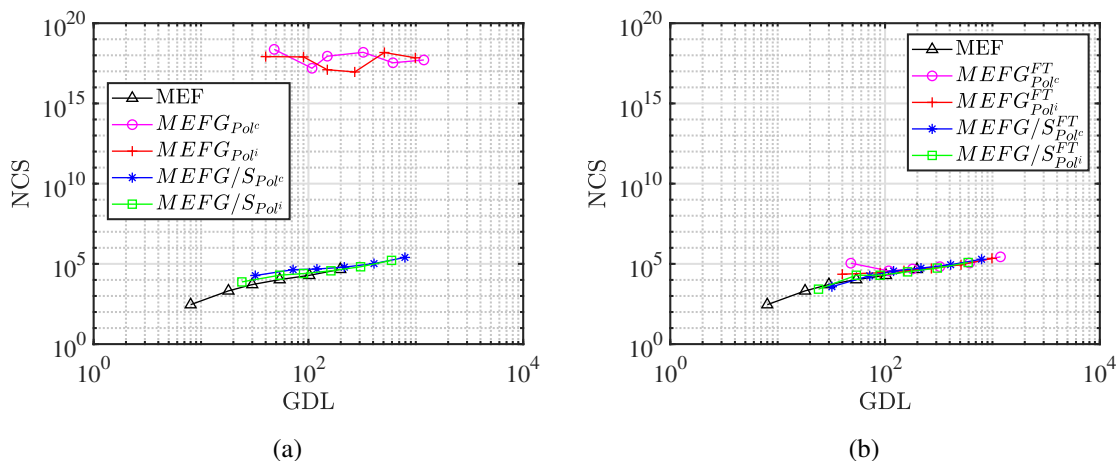 10^20
10^15
10^10
10^5
10^0
NCS
MEF
MEFG_{Pol^c}
MEFG_{Pol^i}
MEFG/S_{Pol^c}
MEFG/S_{Pol^i}
10^0 10^2 10^4
GDL
(a)
10^20
10^15
10^10
10^5
10^0
NCS
MEF
MEFG^{FT}_{Pol^c}
MEFG^{FT}_{Pol^i}
MEFG/S^{FT}_{Pol^c}
MEFG/S^{FT}_{Pol^i}
10^0 10^2 10^4
GDL
(b)